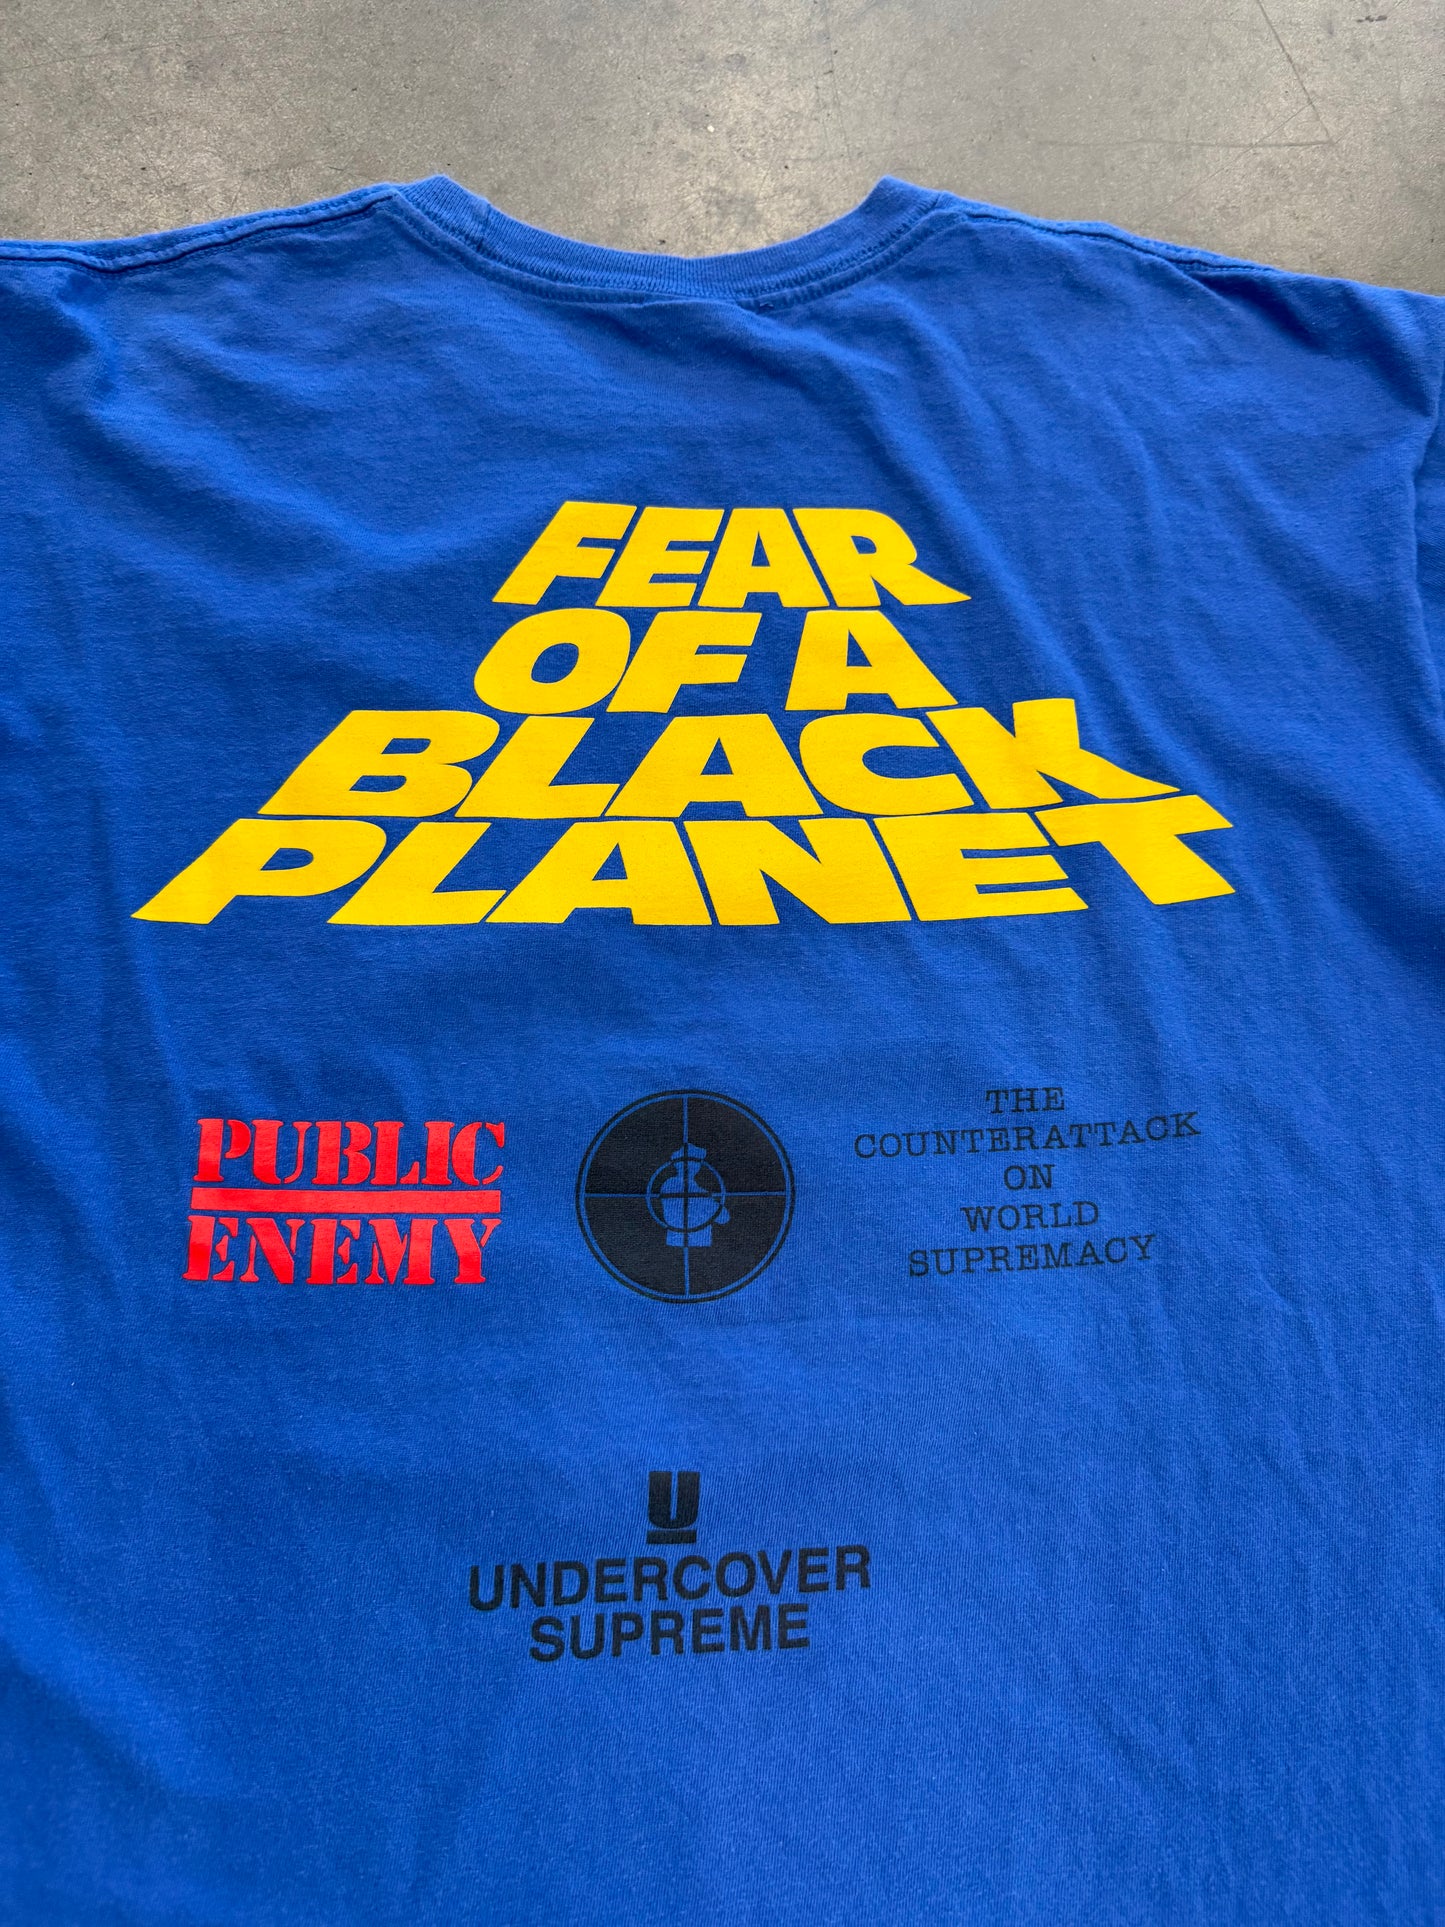 FEAR
OF A
BLACK
PLANET
PUBLIC
ENEMY
THE
COUNTERATTACK
ON
WORLD
SUPREMACY
U
UNDERCOVER
SUPREME